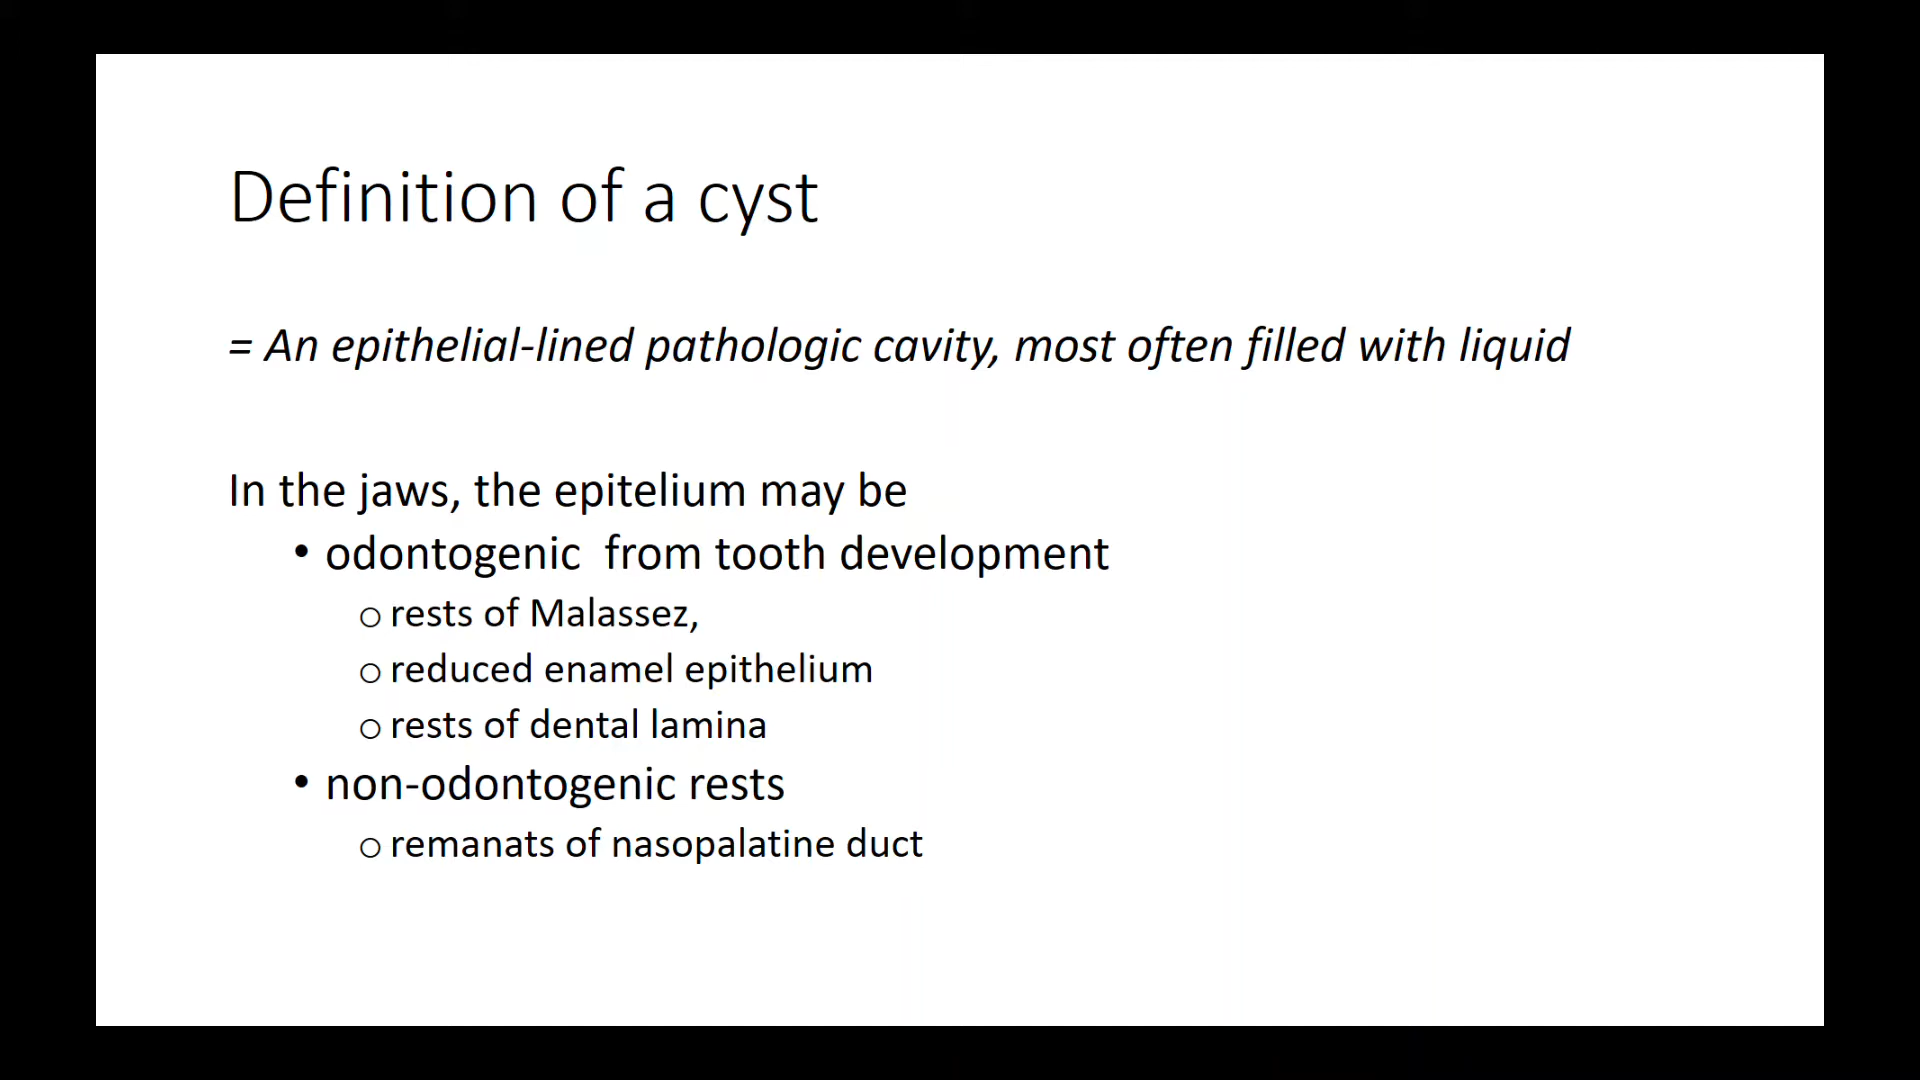 Definition of a cyst
= An epithelial-lined pathologic cavity, most often filled with liquid
In the jaws, the epitelium may be
• odontogenic  from tooth development
o rests of Malassez,
o reduced enamel epithelium
o rests of dental lamina
• non-odontogenic rests
o remanats of nasopalatine duct